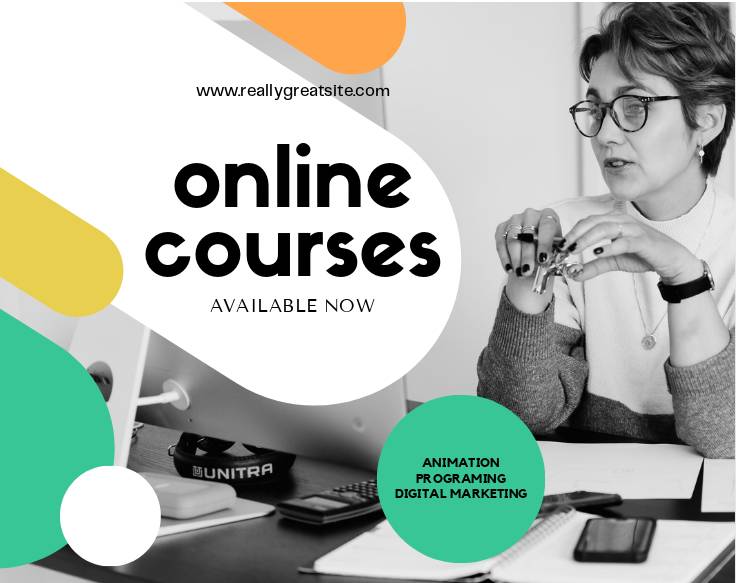 www.reallygreatsite.com
online
courses
AVAILABLE NOW
UNITRA
ANIMATION
PROGRAMING
DIGITAL MARKETING